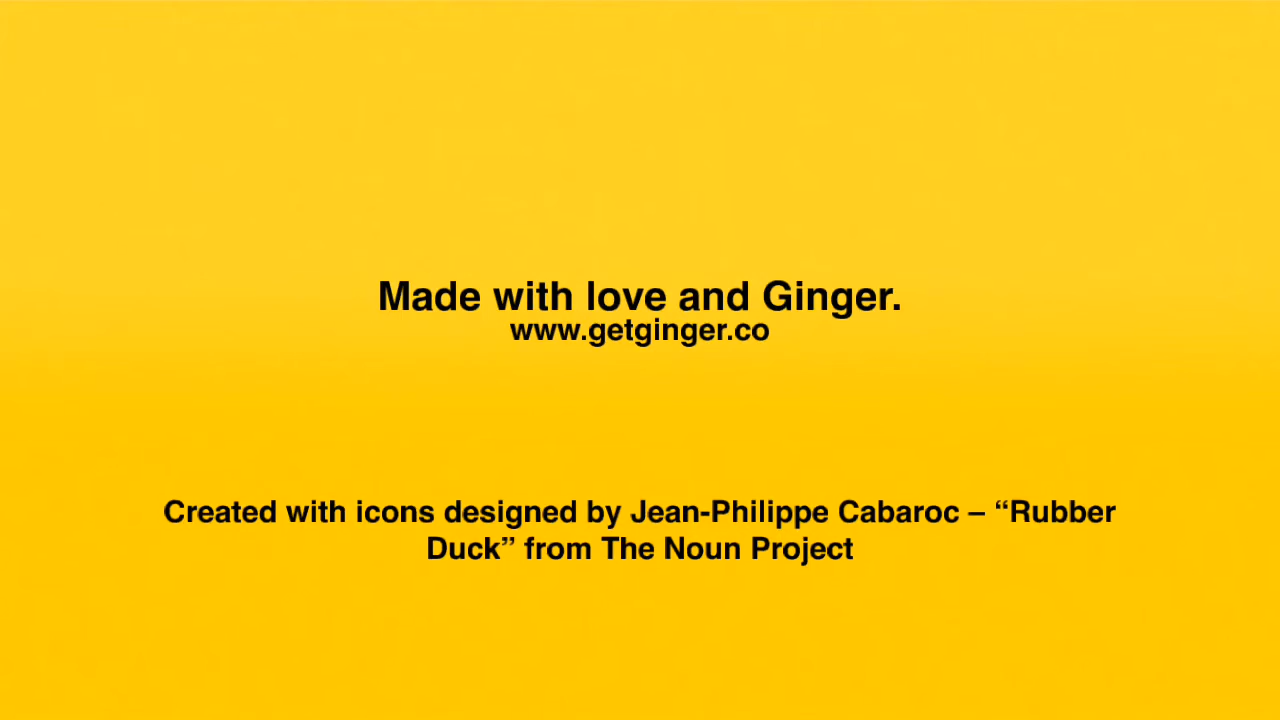 Made with love and Ginger.
www.getginger.co
Created with icons designed by Jean-Philippe Cabaroc – “Rubber
Duck” from The Noun Project